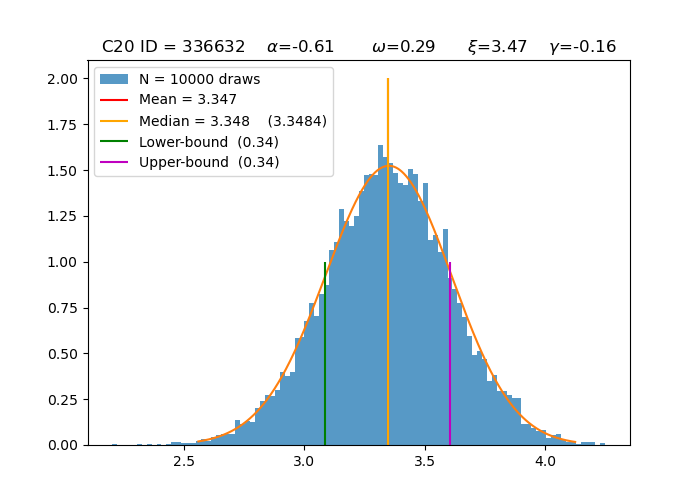 C20 ID = 336632 α=-0.61 ω=0.29 ξ=3.47 γ=-0.16
N = 10000 draws
Mean = 3.347
Median = 3.348 (3.3484)
Lower-bound (0.34)
Upper-bound (0.34)
2.00
1.75
1.50
1.25
1.00
0.75
0.50
0.25
0.00
2.5 3.0 3.5 4.0